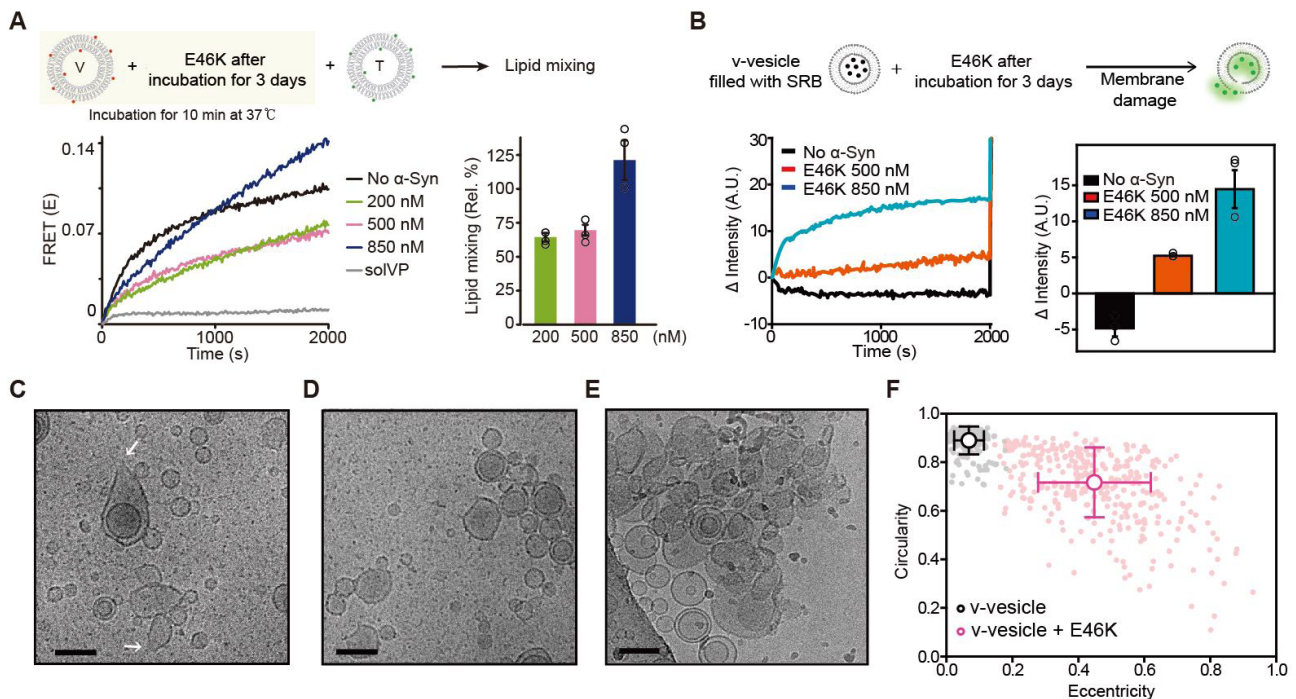 A
V
+
E46K after
incubation for 3 days
+
T
Lipid mixing
Incubation for 10 min at 37℃
0.14
0.07
0
FRET (E)
0
1000
2000
Time (s)
No α-Syn
200 nM
500 nM
850 nM
solVP
Lipid mixing (Rel. %)
125
100
75
50
25
0
200
500
850
(nM)
B
v-vesicle
filled with SRB
+
E46K after
incubation for 3 days
Membrane
damage
Δ Intensity (A.U.)
30
20
10
0
-10
0
1000
2000
Time (s)
No α-Syn
E46K 500 nM
E46K 850 nM
Δ Intensity (A.U.)
15
10
5
0
-5
No α-Syn
E46K 500 nM
E46K 850 nM
C
D
E
F
Circularity
1.0
0.8
0.6
0.4
0.2
0.0
0.0
0.2
0.4
0.6
0.8
1.0
Eccentricity
v-vesicle
v-vesicle + E46K